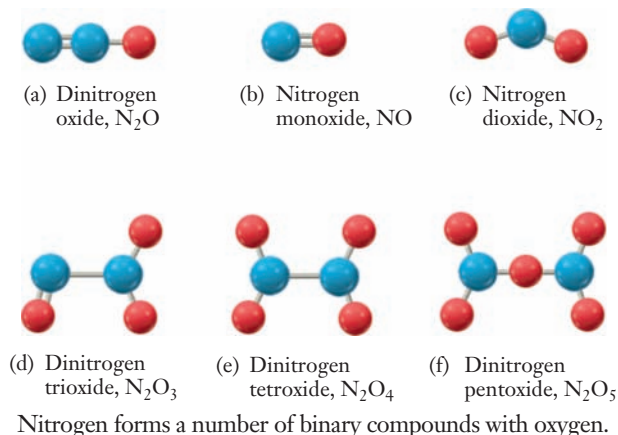 (a) Dinitrogen oxide, N₂O
(b) Nitrogen monoxide, NO
(c) Nitrogen dioxide, NO₂
(d) Dinitrogen trioxide, N₂O₃
(e) Dinitrogen tetroxide, N₂O₄
(f) Dinitrogen pentoxide, N₂O₅
Nitrogen forms a number of binary compounds with oxygen.